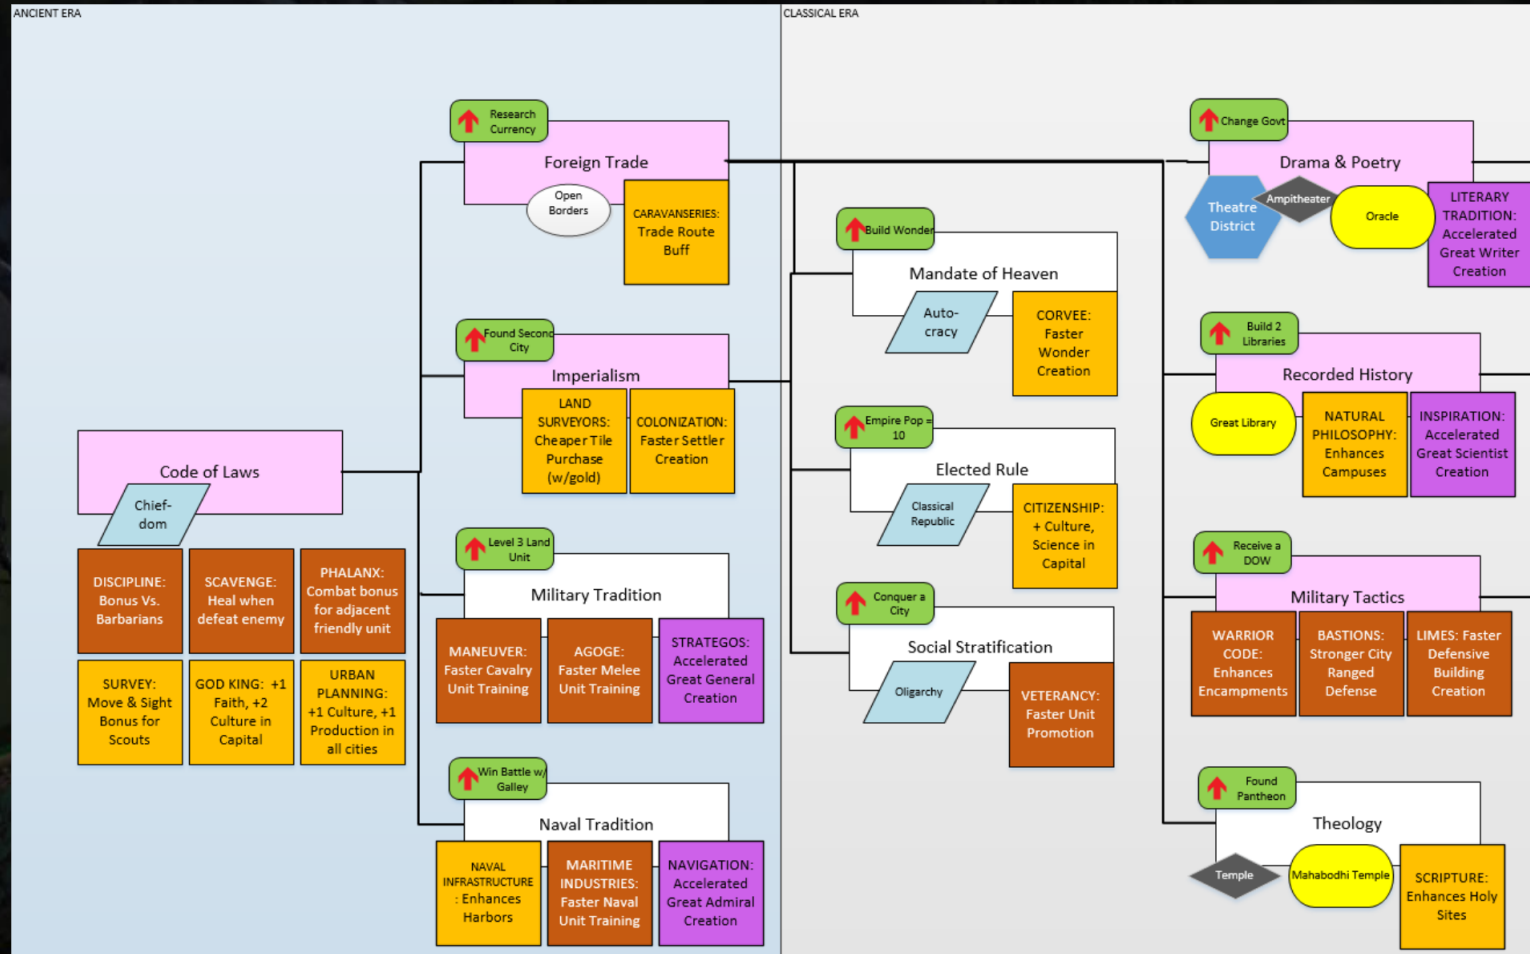 ANCIENT ERA
CLASSICAL ERA
Research
Currency
Foreign Trade
Open
Borders
CARAVANSERIES:
Trade Route
Buff
Found Second
City
Imperialism
LAND
SURVEYORS:
Cheaper Tile
Purchase
(w/gold)
COLONIZATION:
Faster Settler
Creation
Code of Laws
Chief-
dom
DISCIPLINE:
Bonus Vs.
Barbarians
SCAVENGE:
Heal when
defeat enemy
PHALANX:
Combat bonus
for adjacent
friendly unit
SURVEY:
Move & Sight
Bonus for
Scouts
GOD KING: +1
Faith, +2
Culture in
Capital
URBAN
PLANNING:
+1 Culture, +1
Production in
all cities
Level 3 Land
Unit
Military Tradition
MANEUVER:
Faster Cavalry
Unit Training
AGOGE:
Faster Melee
Unit Training
STRATEGOS:
Accelerated
Great General
Creation
Win Battle w/
Galley
Naval Tradition
NAVAL
INFRASTRUCTURE
: Enhances
Harbors
MARITIME
INDUSTRIES:
Faster Naval
Unit Training
NAVIGATION:
Accelerated
Great Admiral
Creation
Build Wonder
Mandate of Heaven
Auto-
cracy
CORVEE:
Faster
Wonder
Creation
Empire Pop =
10
Elected Rule
Classical
Republic
CITIZENSHIP:
+ Culture,
Science in
Capital
Conquer a
City
Social Stratification
Oligarchy
VETERANCY:
Faster Unit
Promotion
Change Govt
Drama & Poetry
Theatre
District
Ampitheater
Oracle
LITERARY
TRADITION:
Accelerated
Great Writer
Creation
Build 2
Libraries
Recorded History
Great Library
NATURAL
PHILOSOPHY:
Enhances
Campuses
INSPIRATION:
Accelerated
Great Scientist
Creation
Receive a
DOW
Military Tactics
WARRIOR
CODE:
Enhances
Encampments
BASTIONS:
Stronger City
Ranged
Defense
LIMES: Faster
Defensive
Building
Creation
Found
Pantheon
Theology
Temple
Mahabodhi Temple
SCRIPTURE:
Enhances Holy
Sites